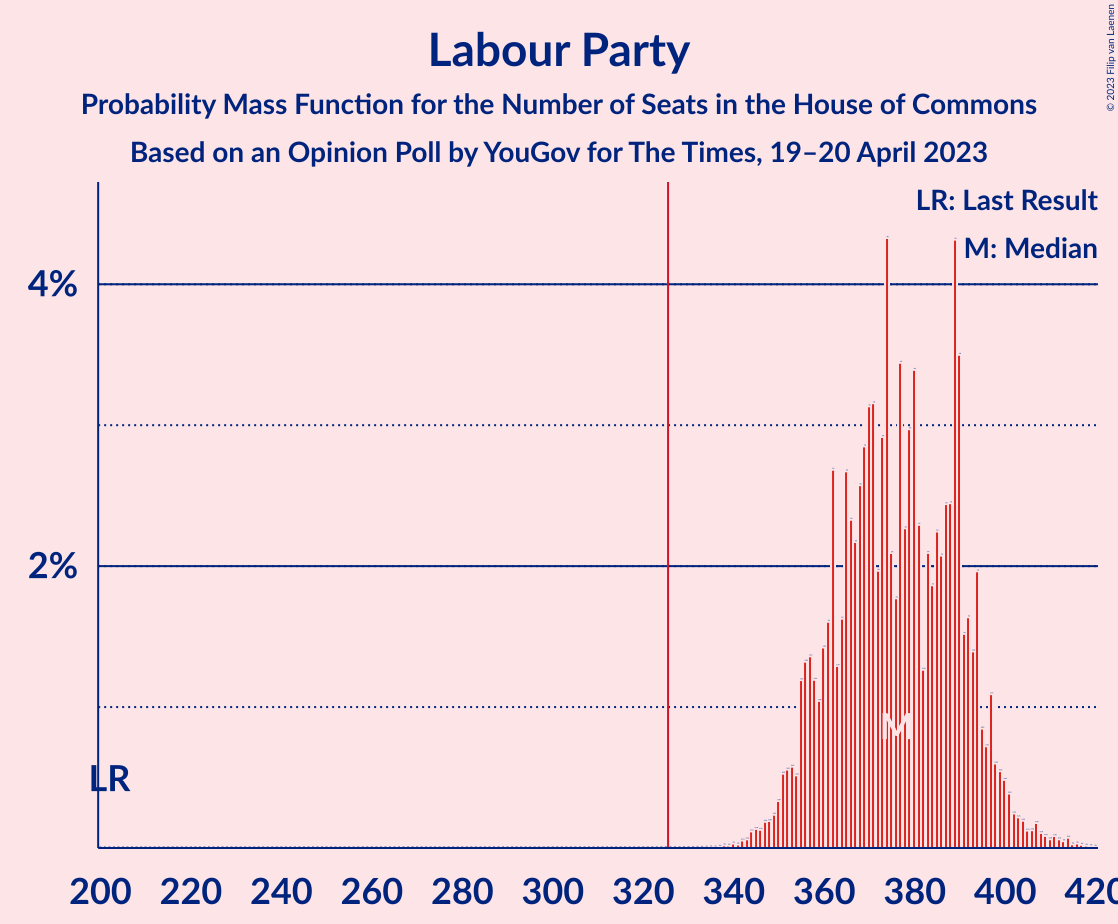 Labour Party
Probability Mass Function for the Number of Seats in the House of Commons
Based on an Opinion Poll by YouGov for The Times, 19–20 April 2023
© 2023 Filip van Laenen
LR: Last Result
M: Median
4%
2%
M
LR
200 220 240 260 280 300 320 340 360 380 400 420